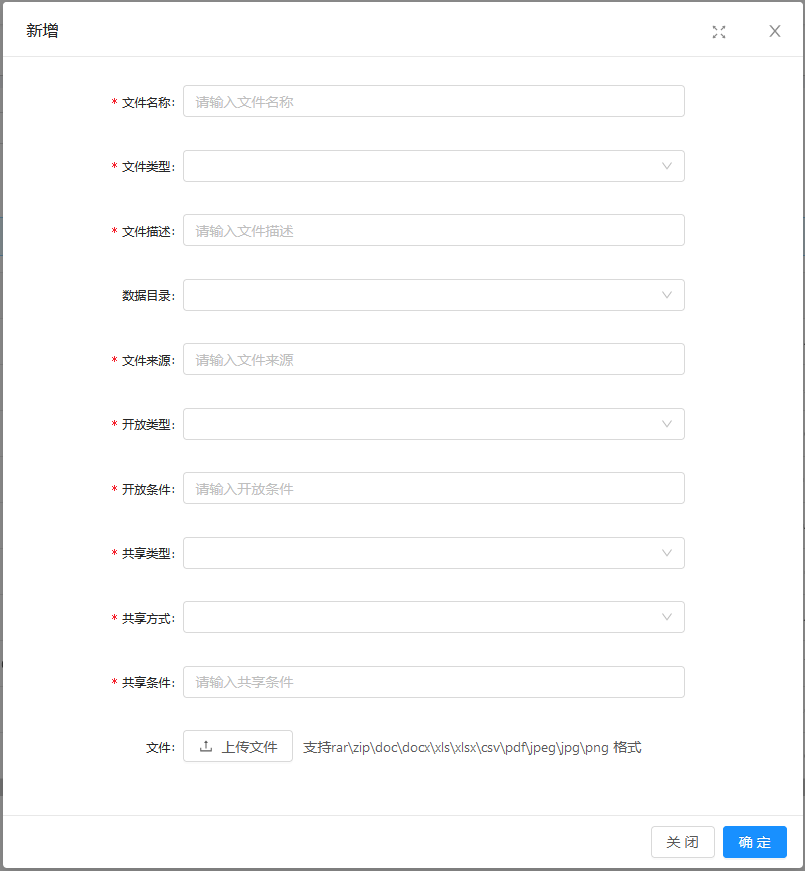 新增
* 文件名称: 请输入文件名称
* 文件类型:
* 文件描述: 请输入文件描述
数据目录:
* 文件来源: 请输入文件来源
* 开放类型:
* 开放条件: 请输入开放条件
* 共享类型:
* 共享方式:
* 共享条件: 请输入共享条件
文件: 上传文件 支持rar\zip\doc\docx\xls\xlsx\csv\pdf\jpeg\jpg\png 格式
关 闭 确 定